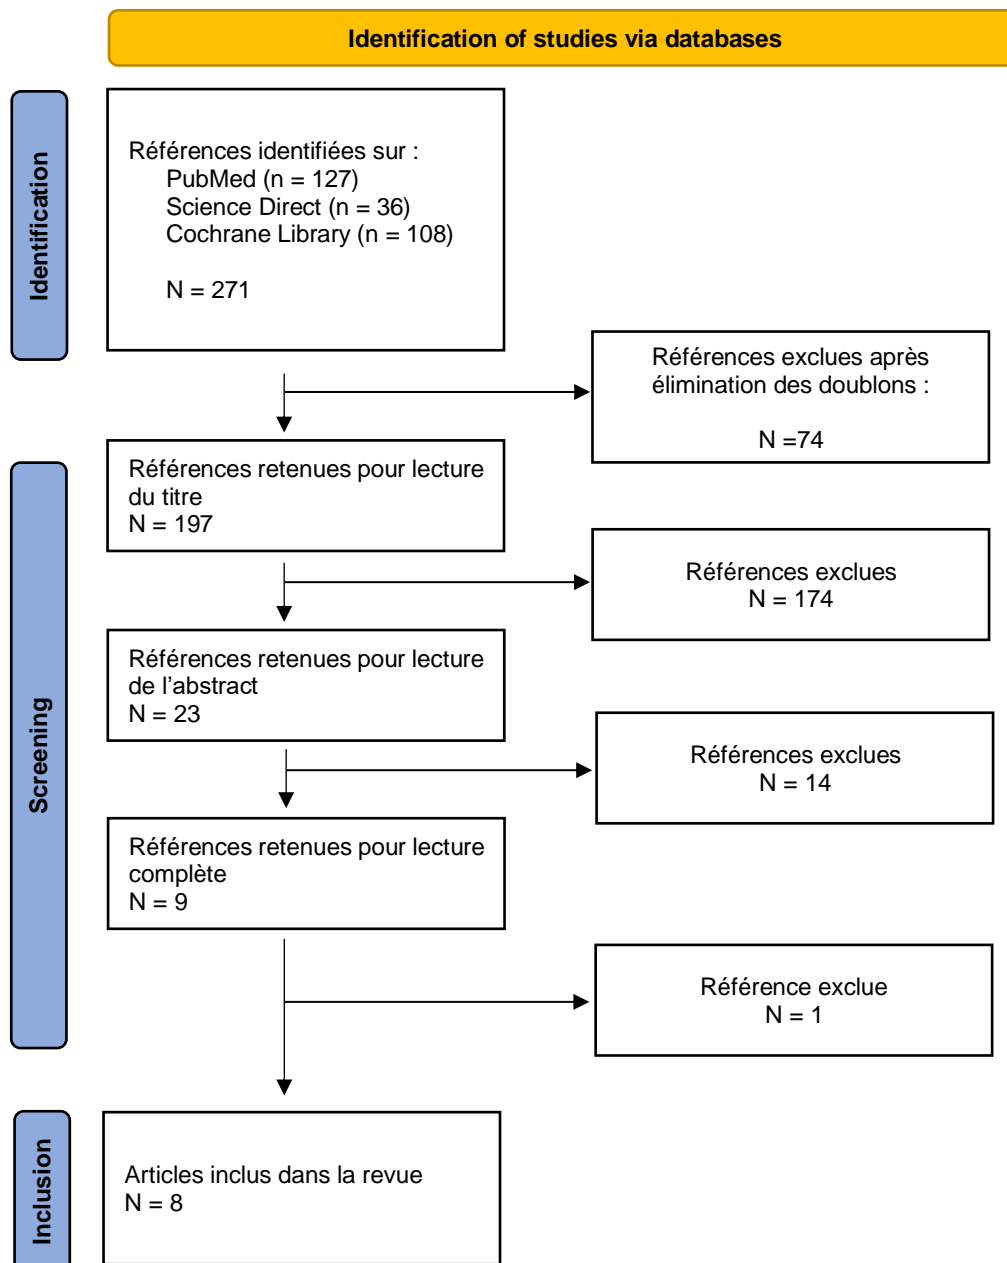 Identification of studies via databases
Identification
Références identifiées sur :
PubMed (n = 127)
Science Direct (n = 36)
Cochrane Library (n = 108)
N = 271
Références exclues après
élimination des doublons :
N =74
Screening
Références retenues pour lecture
du titre
N = 197
Références exclues
N = 174
Références retenues pour lecture
de l’abstract
N = 23
Références exclues
N = 14
Références retenues pour lecture
complète
N = 9
Référence exclue
N = 1
Inclusion
Articles inclus dans la revue
N = 8